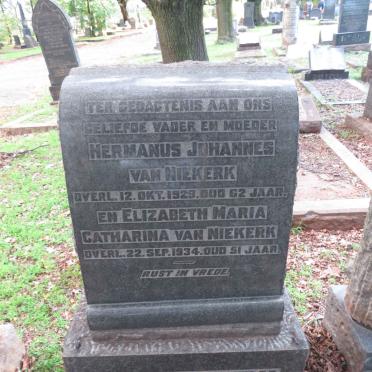 TER GEDACTENIS AAN ONS
GELIEFDE VADER EN MOEDER
HERMANUS JOHANNES
VAN NIEKERK
OVERL. 12. OKT. 1929. OUD 62 JAAR.
EN ELIZABETH MARIA
CATHARINA VAN NIEKERK
OVERL. 22. SEP. 1934. OUD 51 JAAR.
RUST IN VREDE.